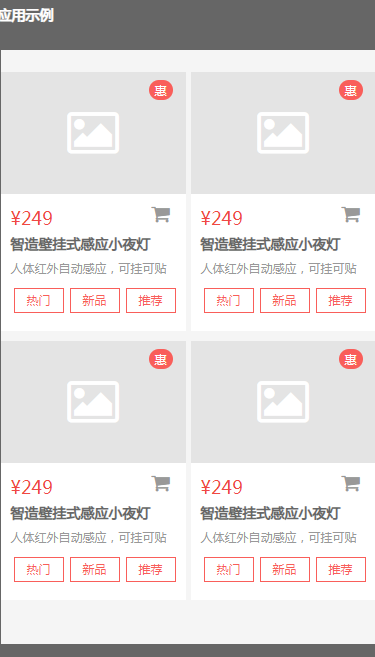 应用示例
惠 惠
¥249 ¥249
智造壁挂式感应小夜灯 智造壁挂式感应小夜灯
人体红外自动感应，可挂可贴 人体红外自动感应，可挂可贴
热门 新品 推荐 热门 新品 推荐
惠 惠
¥249 ¥249
智造壁挂式感应小夜灯 智造壁挂式感应小夜灯
人体红外自动感应，可挂可贴 人体红外自动感应，可挂可贴
热门 新品 推荐 热门 新品 推荐